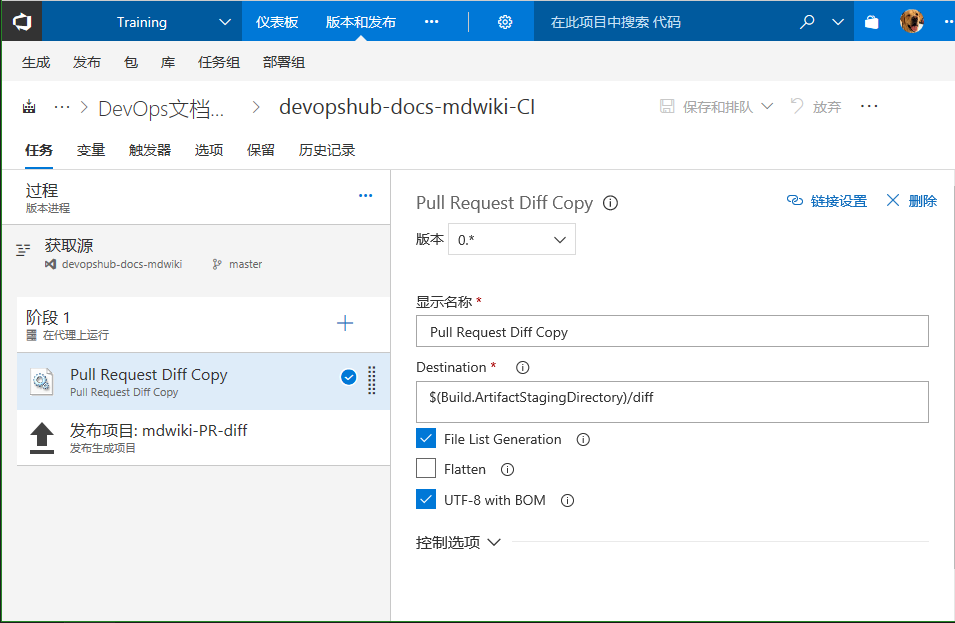 Training 仪表板 版本和发布 ··· 在此项目中搜索 代码
生成 发布 包 库 任务组 部署组
··· > DevOps文档... > devopshub-docs-mdwiki-CI 保存和排队 放弃 ···
任务 变量 触发器 选项 保留 历史记录
过程 ···
版本进程
获取源
devopshub-docs-mdwiki master
阶段 1
在代理上运行
Pull Request Diff Copy
Pull Request Diff Copy
发布项目: mdwiki-PR-diff
发布生成项目
Pull Request Diff Copy 链接设置 删除
版本 0.*
显示名称 *
Pull Request Diff Copy
Destination *
$(Build.ArtifactStagingDirectory)/diff
File List Generation
Flatten
UTF-8 with BOM
控制选项